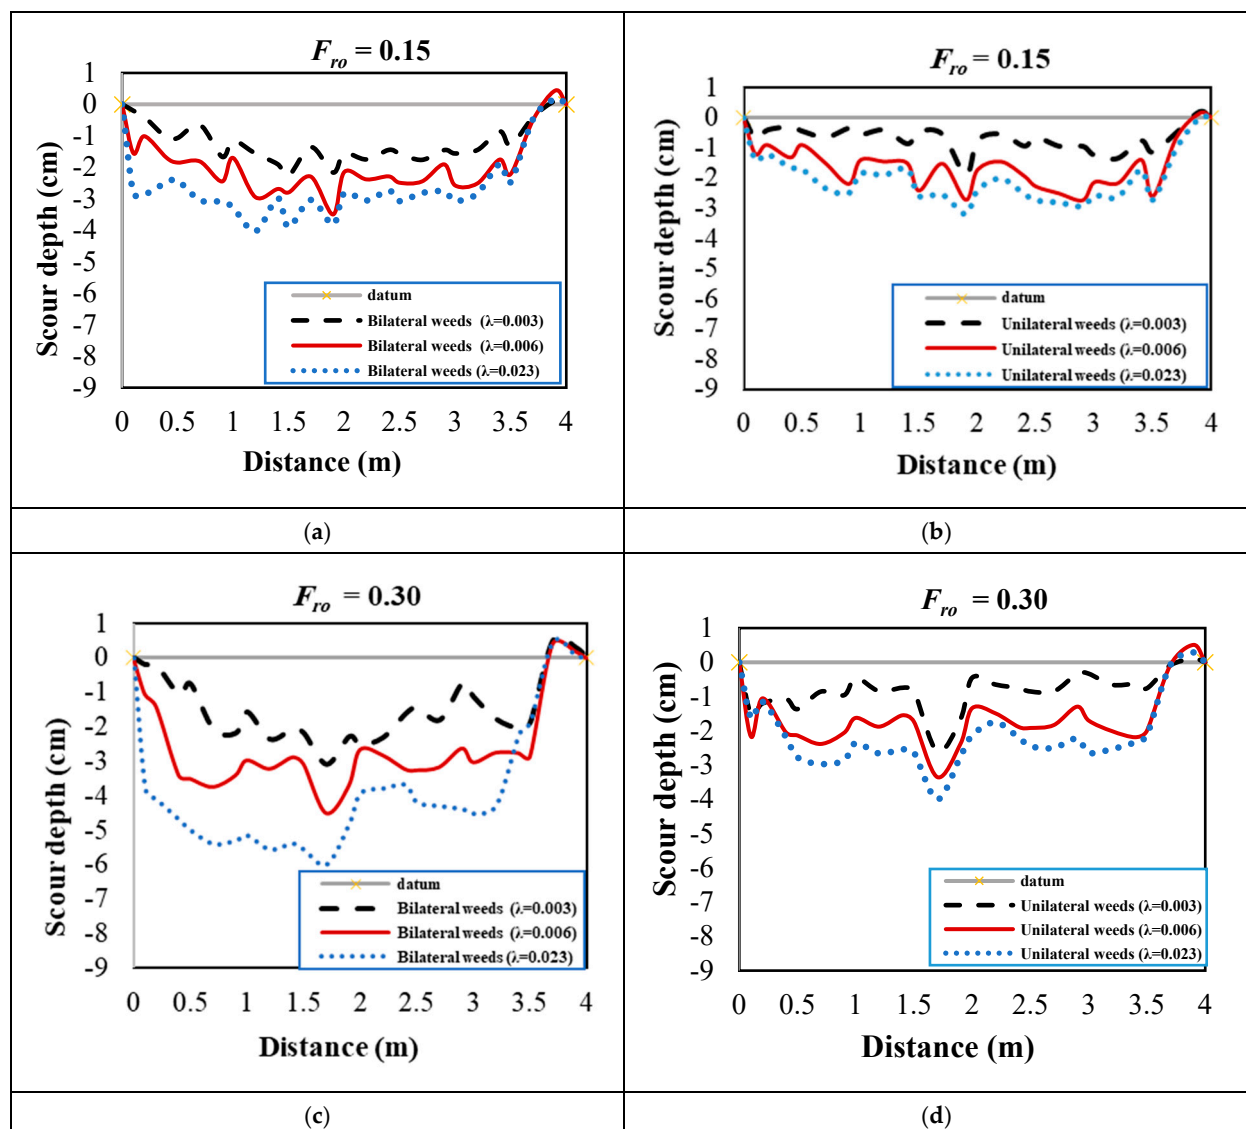 F_ro = 0.15
1
0
-1
-2
-3
-4
-5
-6
-7
-8
-9
Scour depth (cm)
datum
Bilateral weeds (λ=0.003)
Bilateral weeds (λ=0.006)
Bilateral weeds (λ=0.023)
0 0.5 1 1.5 2 2.5 3 3.5 4
Distance (m)
(a)
F_ro = 0.15
1
0
-1
-2
-3
-4
-5
-6
-7
-8
-9
Scour depth (cm)
datum
Unilateral weeds (λ=0.003)
Unilateral weeds (λ=0.006)
Unilateral weeds (λ=0.023)
0 0.5 1 1.5 2 2.5 3 3.5 4
Distance (m)
(b)
F_ro = 0.30
1
0
-1
-2
-3
-4
-5
-6
-7
-8
-9
Scour depth (cm)
datum
Bilateral weeds (λ=0.003)
Bilateral weeds (λ=0.006)
Bilateral weeds (λ=0.023)
0 0.5 1 1.5 2 2.5 3 3.5 4
Distance (m)
(c)
F_ro = 0.30
1
0
-1
-2
-3
-4
-5
-6
-7
-8
-9
Scour depth (cm)
datum
Unilateral weeds (λ=0.003)
Unilateral weeds (λ=0.006)
Unilateral weeds (λ=0.023)
0 0.5 1 1.5 2 2.5 3 3.5 4
Distance (m)
(d)